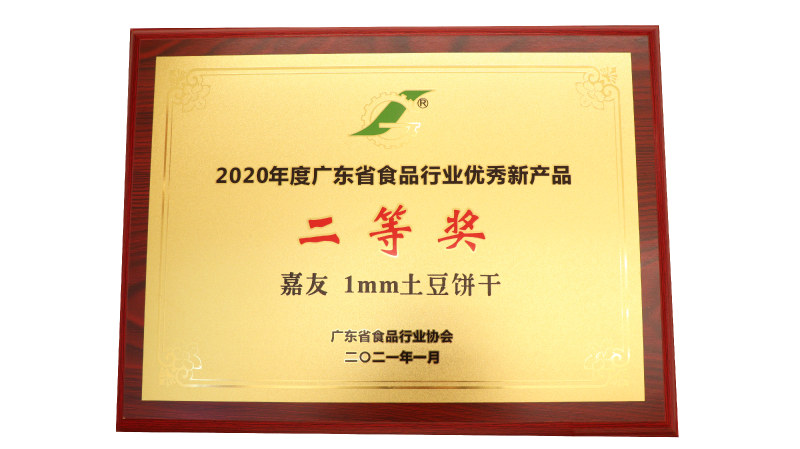 ®
2020年度广东省食品行业优秀新产品
二等奖
嘉友 1mm土豆饼干
广东省食品行业协会
二〇二一年一月